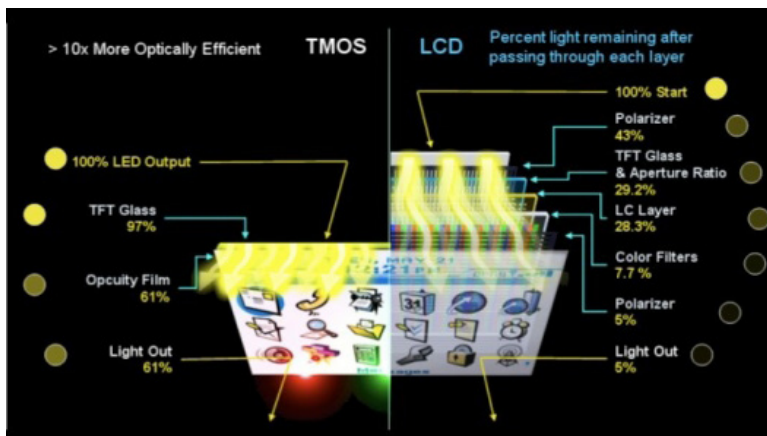 > 10x More Optically Efficient
TMOS
LCD
Percent light remaining after
passing through each layer
100% LED Output
TFT Glass
97%
Opcuity Film
61%
Light Out
61%
100% Start
Polarizer
43%
TFT Glass
& Aperture Ratio
29.2%
LC Layer
28.3%
Color Filters
7.7 %
Polarizer
5%
Light Out
5%
31